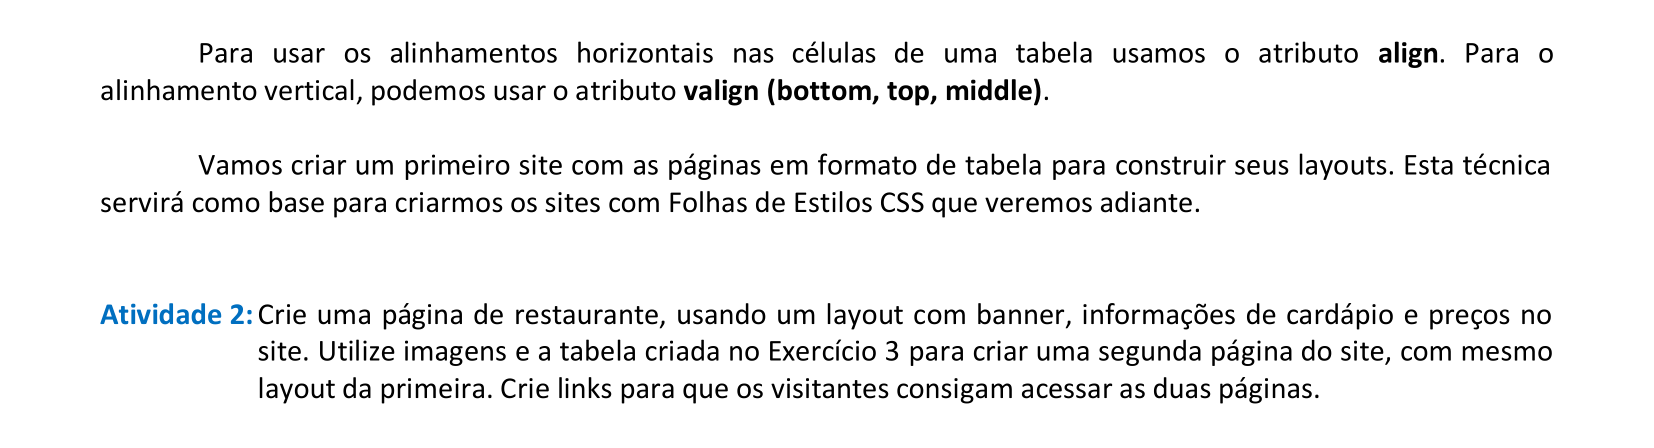 Para usar os alinhamentos horizontais nas células de uma tabela usamos o atributo align. Para o
alinhamento vertical, podemos usar o atributo valign (bottom, top, middle).
Vamos criar um primeiro site com as páginas em formato de tabela para construir seus layouts. Esta técnica
servirá como base para criarmos os sites com Folhas de Estilos CSS que veremos adiante.
Atividade 2: Crie uma página de restaurante, usando um layout com banner, informações de cardápio e preços no
site. Utilize imagens e a tabela criada no Exercício 3 para criar uma segunda página do site, com mesmo
layout da primeira. Crie links para que os visitantes consigam acessar as duas páginas.